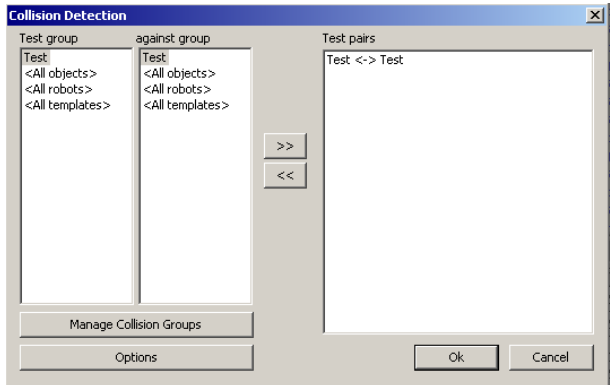 Collision Detection
Test group
against group
Test pairs
Test
<All objects>
<All robots>
<All templates>
Test
<All objects>
<All robots>
<All templates>
>>
<<
Test <-> Test
Manage Collision Groups
Options
Ok
Cancel